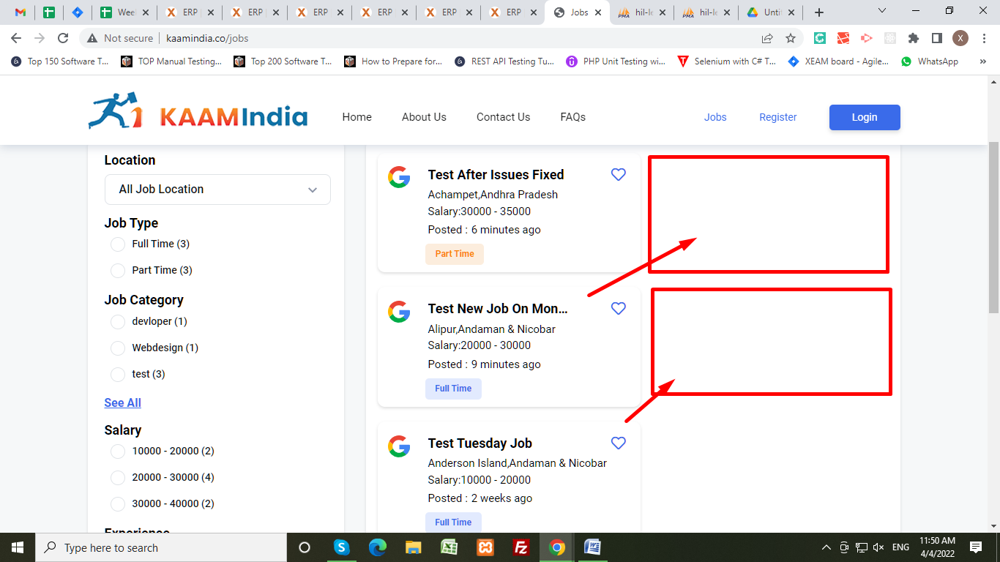 Weel
ERP
ERP
ERP
ERP
ERP
ERP
Jobs
hil-le
hil-le
Unti
Not secure
kaamindia.co/jobs
X
Top 150 Software T...
TOP Manual Testing...
Top 200 Software T...
How to Prepare for...
REST API Testing Tu...
PHP Unit Testing wi...
Selenium with C# T...
XEAM board - Agile...
WhatsApp
KAAMIndia
Home
About Us
Contact Us
FAQs
Jobs
Register
Login
Location
All Job Location
Job Type
Full Time (3)
Part Time (3)
Job Category
devloper (1)
Webdesign (1)
test (3)
See All
Salary
10000 - 20000 (2)
20000 - 30000 (4)
30000 - 40000 (2)
Experience
Test After Issues Fixed
Achampet,Andhra Pradesh
Salary:30000 - 35000
Posted : 6 minutes ago
Part Time
Test New Job On Mon...
Alipur,Andaman & Nicobar
Salary:20000 - 30000
Posted : 9 minutes ago
Full Time
Test Tuesday Job
Anderson Island,Andaman & Nicobar
Salary:10000 - 20000
Posted : 2 weeks ago
Full Time
Type here to search
ENG
11:50 AM
4/4/2022